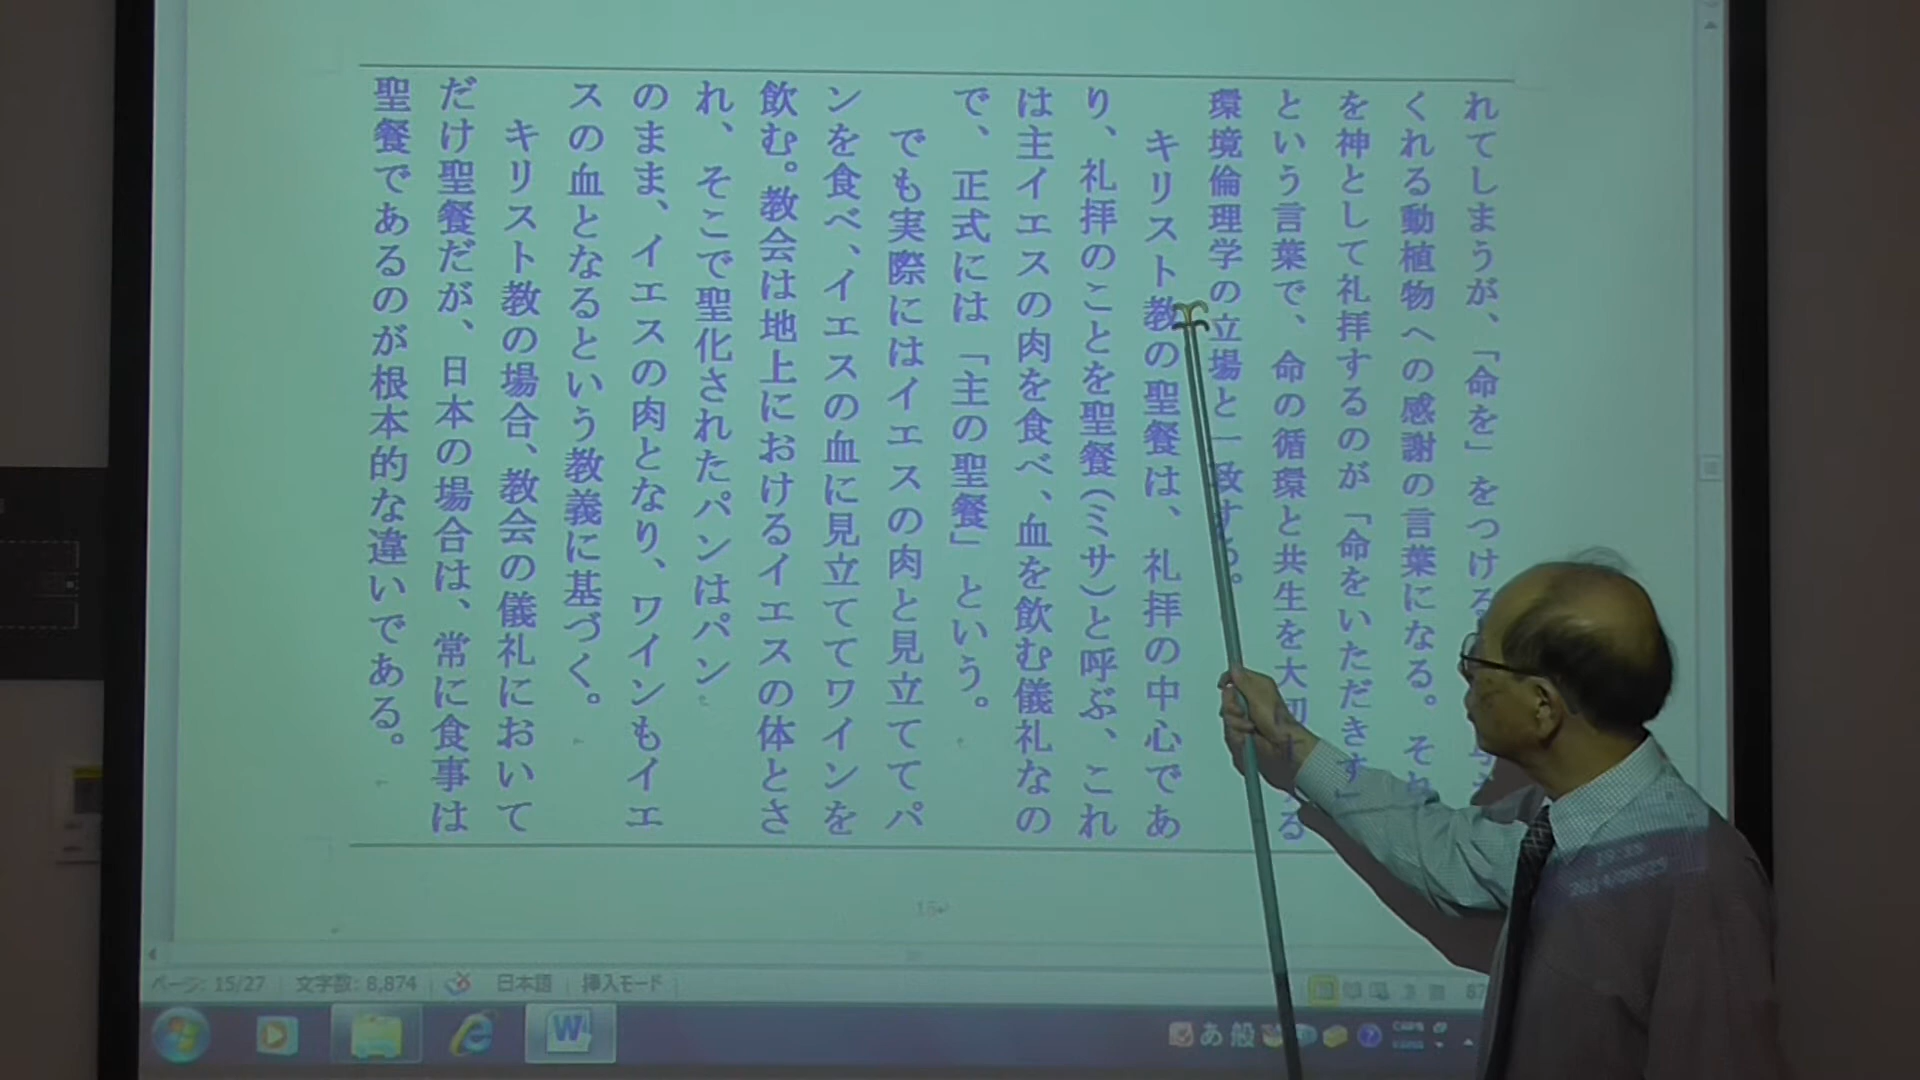 れてしまうが、「命を」をつける
くれる動植物への感謝の言葉になる。それ
を神として礼拝するのが「命をいただきます」
という言葉で、命の循環と共生を大切にする
環境倫理学の立場と一致する。
キリスト教の聖餐は、礼拝の中心であ
り、礼拝のことを聖餐(ミサ)と呼ぶ、これ
は主イエスの肉を食べ、血を飲む儀礼なの
で、正式には「主の聖餐」という。
でも実際にはイエスの肉と見立ててパ
ンを食べ、イエスの血に見立ててワインを
飲む。教会は地上におけるイエスの体とさ
れ、そこで聖化されたパンはパン
のまま、イエスの肉となり、ワインもイエ
スの血となるという教義に基づく。
キリスト教の場合、教会の儀礼において
だけ聖餐だが、日本の場合は、常に食事は
聖餐であるのが根本的な違いである。
15
ページ: 15/27 文字数: 8,874 日本語 挿入モード
あ 般 CAPS
19:33
2014/09/29